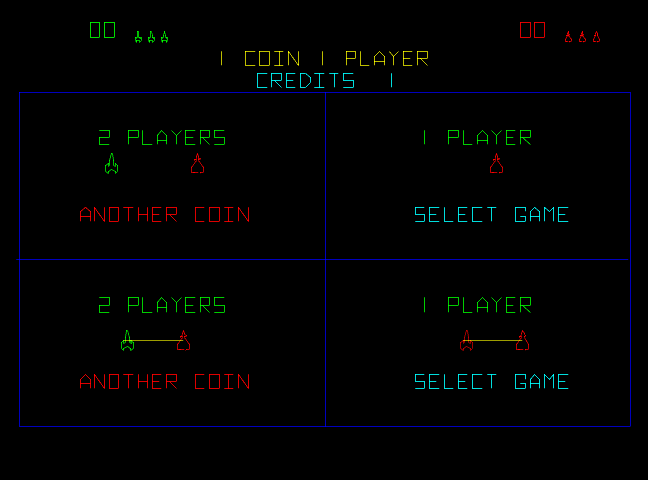 00 00
1 COIN 1 PLAYER
CREDITS 1
2 PLAYERS 1 PLAYER
ANOTHER COIN SELECT GAME
2 PLAYERS 1 PLAYER
ANOTHER COIN SELECT GAME